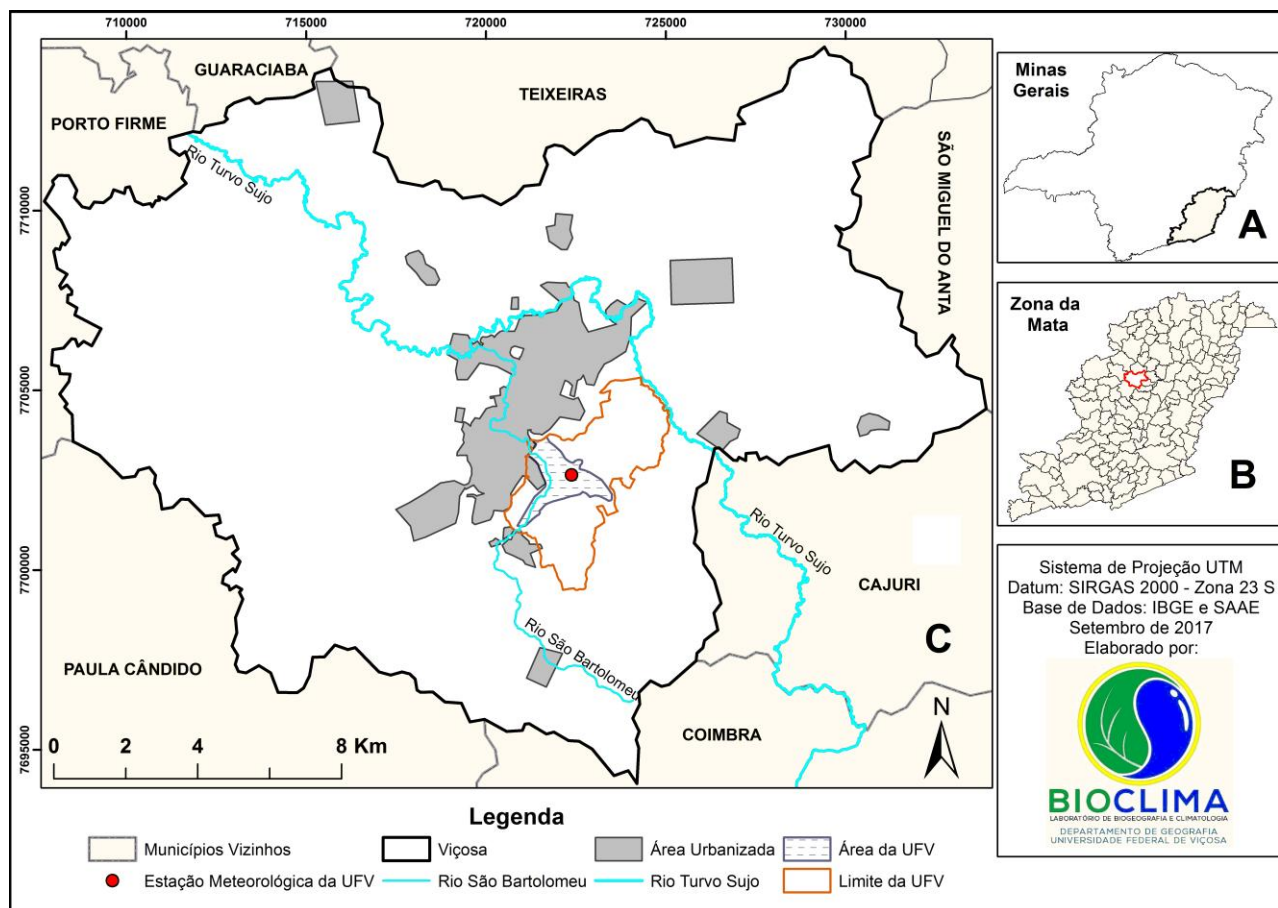 710000
715000
720000
725000
730000
7710000
7705000
7700000
7695000
GUARACIABA
TEIXEIRAS
PORTO FIRME
SÃO MIGUEL DO ANTA
Rio Turvo Sujo
Rio Turvo Sujo
CAJURI
Rio São Bartolomeu
PAULA CÂNDIDO
COIMBRA
C
N
0 2 4 8 Km
Minas
Gerais
A
Zona da
Mata
B
Sistema de Projeção UTM
Datum: SIRGAS 2000 - Zona 23 S
Base de Dados: IBGE e SAAE
Setembro de 2017
Elaborado por:
BIOCLIMA
LABORATÓRIO DE BIOGEOGRAFIA E CLIMATOLOGIA
DEPARTAMENTO DE GEOGRAFIA
UNIVERSIDADE FEDERAL DE VIÇOSA
Legenda
Municípios Vizinhos
Viçosa
Área Urbanizada
Área da UFV
Estação Meteorológica da UFV
Rio São Bartolomeu
Rio Turvo Sujo
Limite da UFV